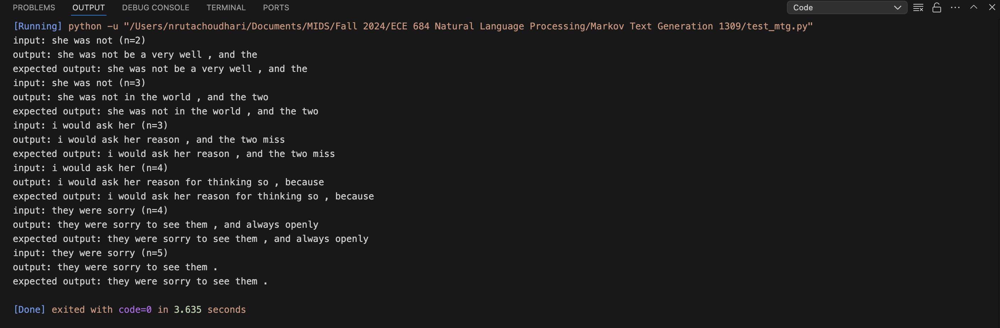 PROBLEMS OUTPUT DEBUG CONSOLE TERMINAL PORTS Code
[Running] python -u "/Users/nrutachoudhari/Documents/MIDS/Fall 2024/ECE 684 Natural Language Processing/Markov Text Generation 1309/test_mtg.py"
input: she was not (n=2)
output: she was not be a very well , and the
expected output: she was not be a very well , and the
input: she was not (n=3)
output: she was not in the world , and the two
expected output: she was not in the world , and the two
input: i would ask her (n=3)
output: i would ask her reason , and the two miss
expected output: i would ask her reason , and the two miss
input: i would ask her (n=4)
output: i would ask her reason for thinking so , because
expected output: i would ask her reason for thinking so , because
input: they were sorry (n=4)
output: they were sorry to see them , and always openly
expected output: they were sorry to see them , and always openly
input: they were sorry (n=5)
output: they were sorry to see them .
expected output: they were sorry to see them .
[Done] exited with code=0 in 3.635 seconds